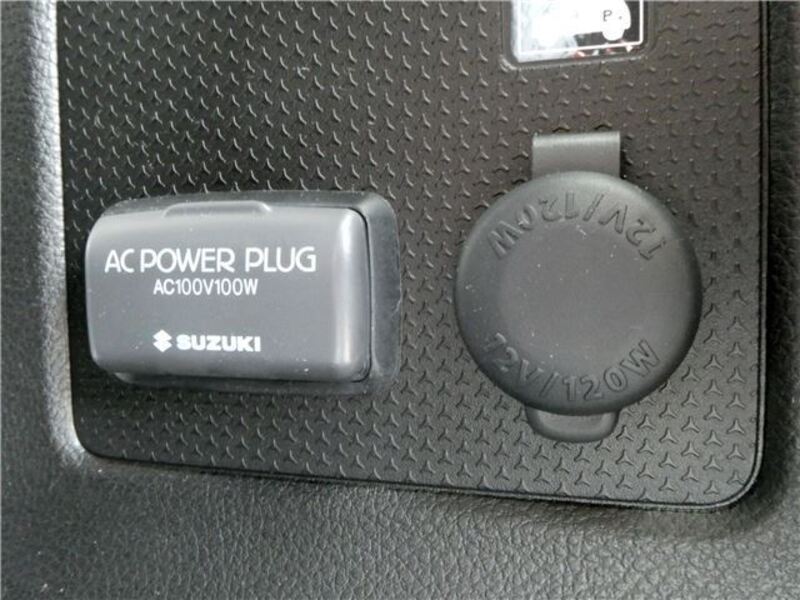 P
AC POWER PLUG
AC100V100W
SUZUKI
12V/120W
12V/120W